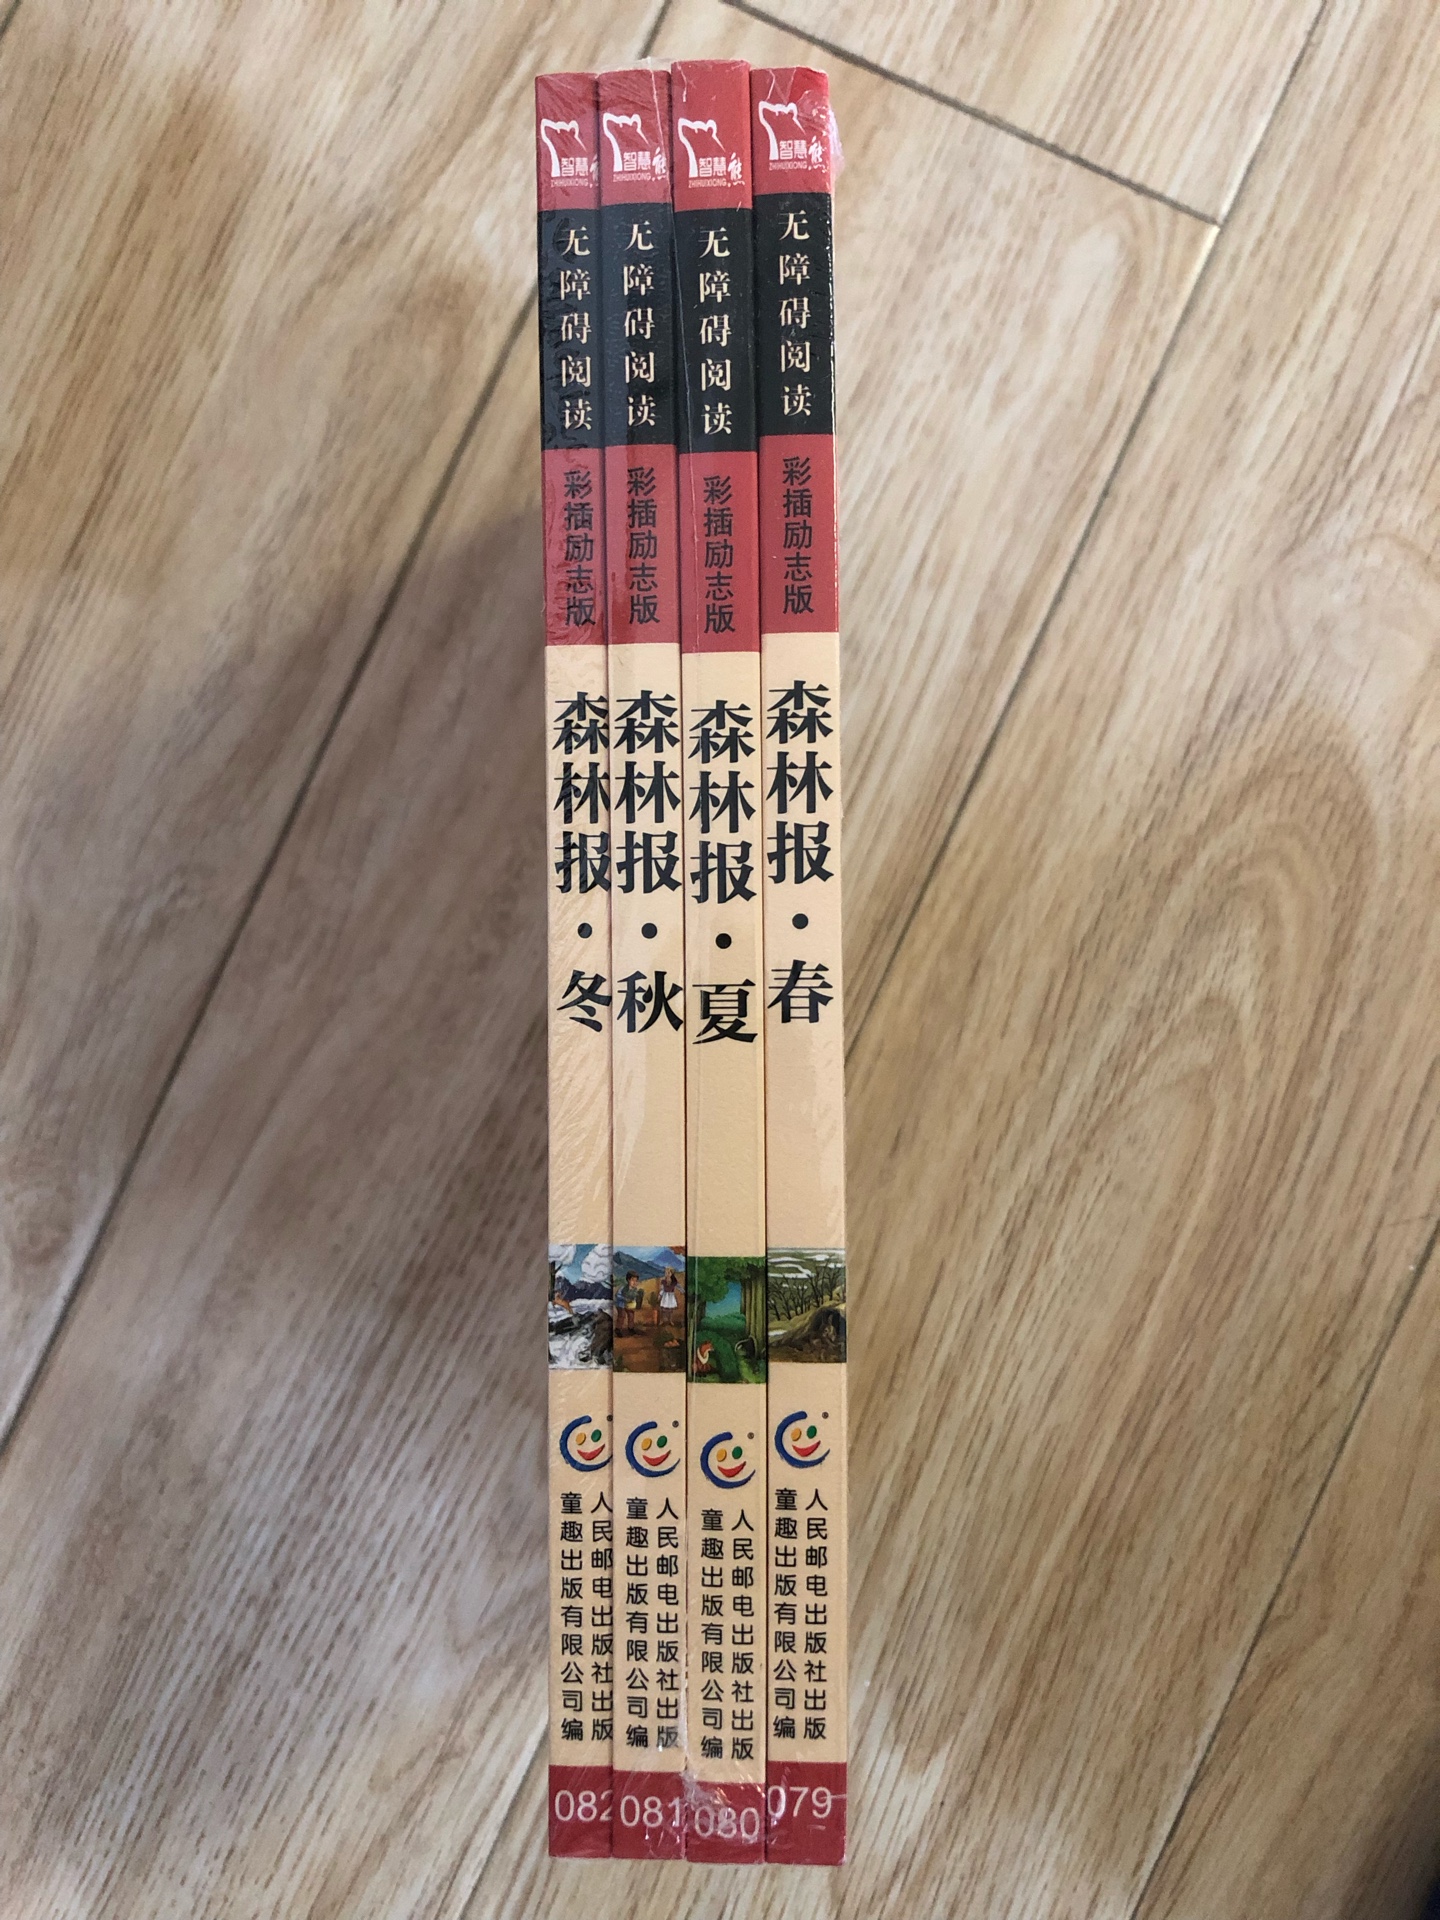 智慧熊
ZHIHUIXIONG
无障碍阅读
彩插励志版
森林报·冬
童趣出版有限公司编
人民邮电出版社出版
082
智慧熊
ZHIHUIXIONG
无障碍阅读
彩插励志版
森林报·秋
童趣出版有限公司编
人民邮电出版社出版
081
智慧熊
ZHIHUIXIONG
无障碍阅读
彩插励志版
森林报·夏
童趣出版有限公司编
人民邮电出版社出版
080
智慧熊
ZHIHUIXIONG
无障碍阅读
彩插励志版
森林报·春
童趣出版有限公司编
人民邮电出版社出版
079